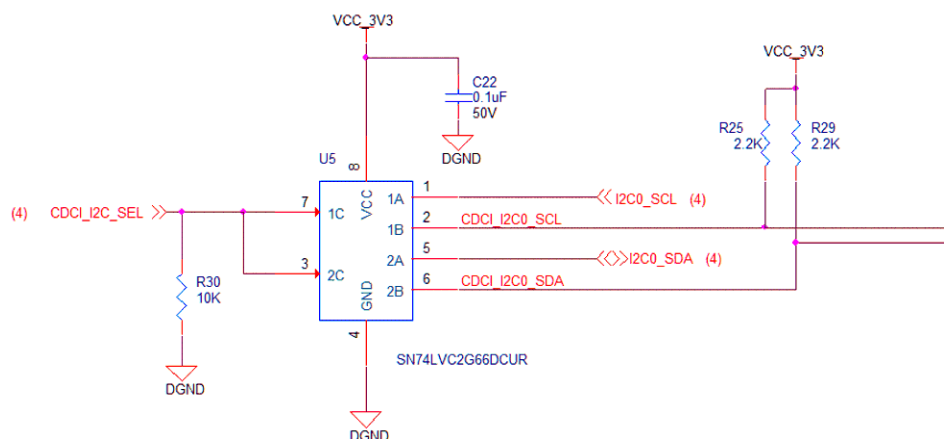 VCC_3V3
C22
0.1uF
50V
DGND
VCC_3V3
R25
2.2K
R29
2.2K
U5
8
VCC
(4) CDCI_I2C_SEL
7
1C
3
2C
1A
1
I2C0_SCL (4)
1B
2
CDCI_I2C0_SCL
2A
5
I2C0_SDA (4)
2B
6
CDCI_I2C0_SDA
GND
4
R30
10K
DGND
SN74LVC2G66DCUR
DGND